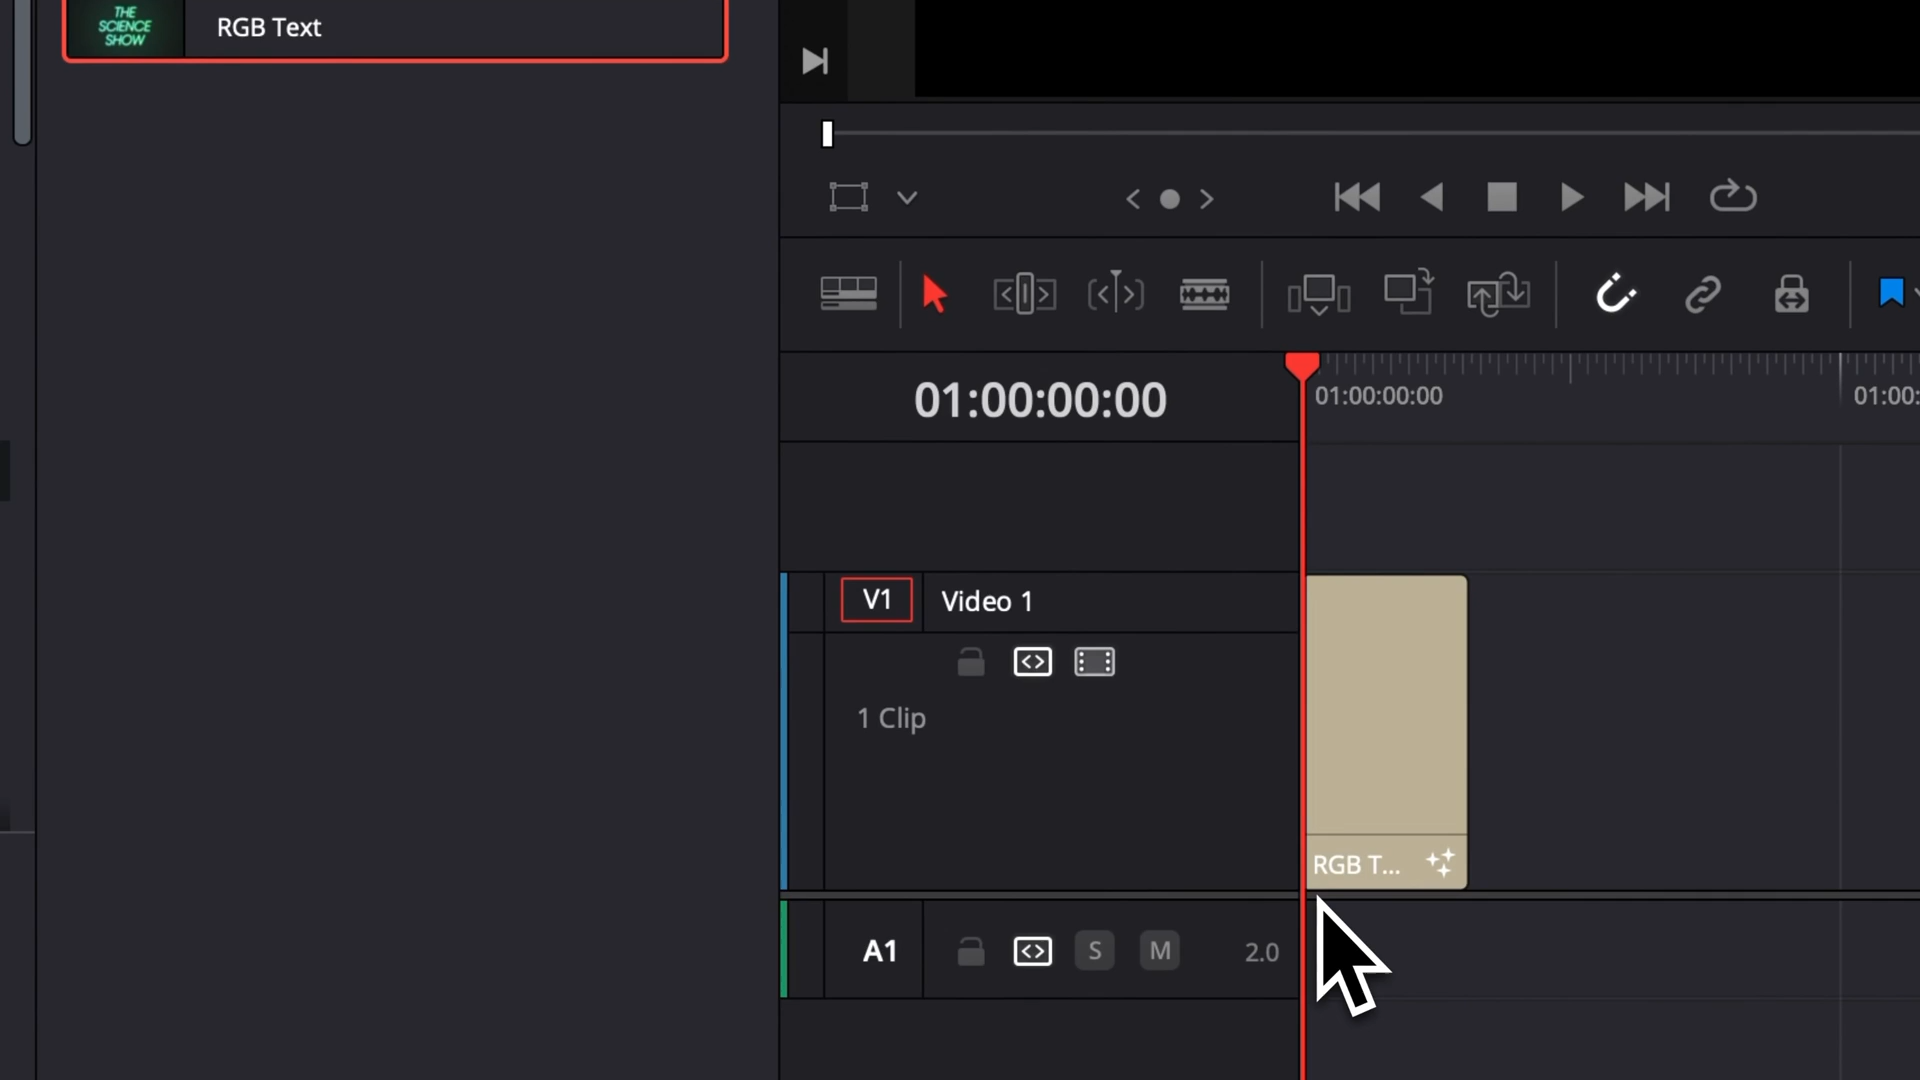 THE
SCIENCE
SHOW
RGB Text
01:00:00:00
01:00:00:00
01:00:
V1
Video 1
1 Clip
RGB T...
A1
S
M
2.0